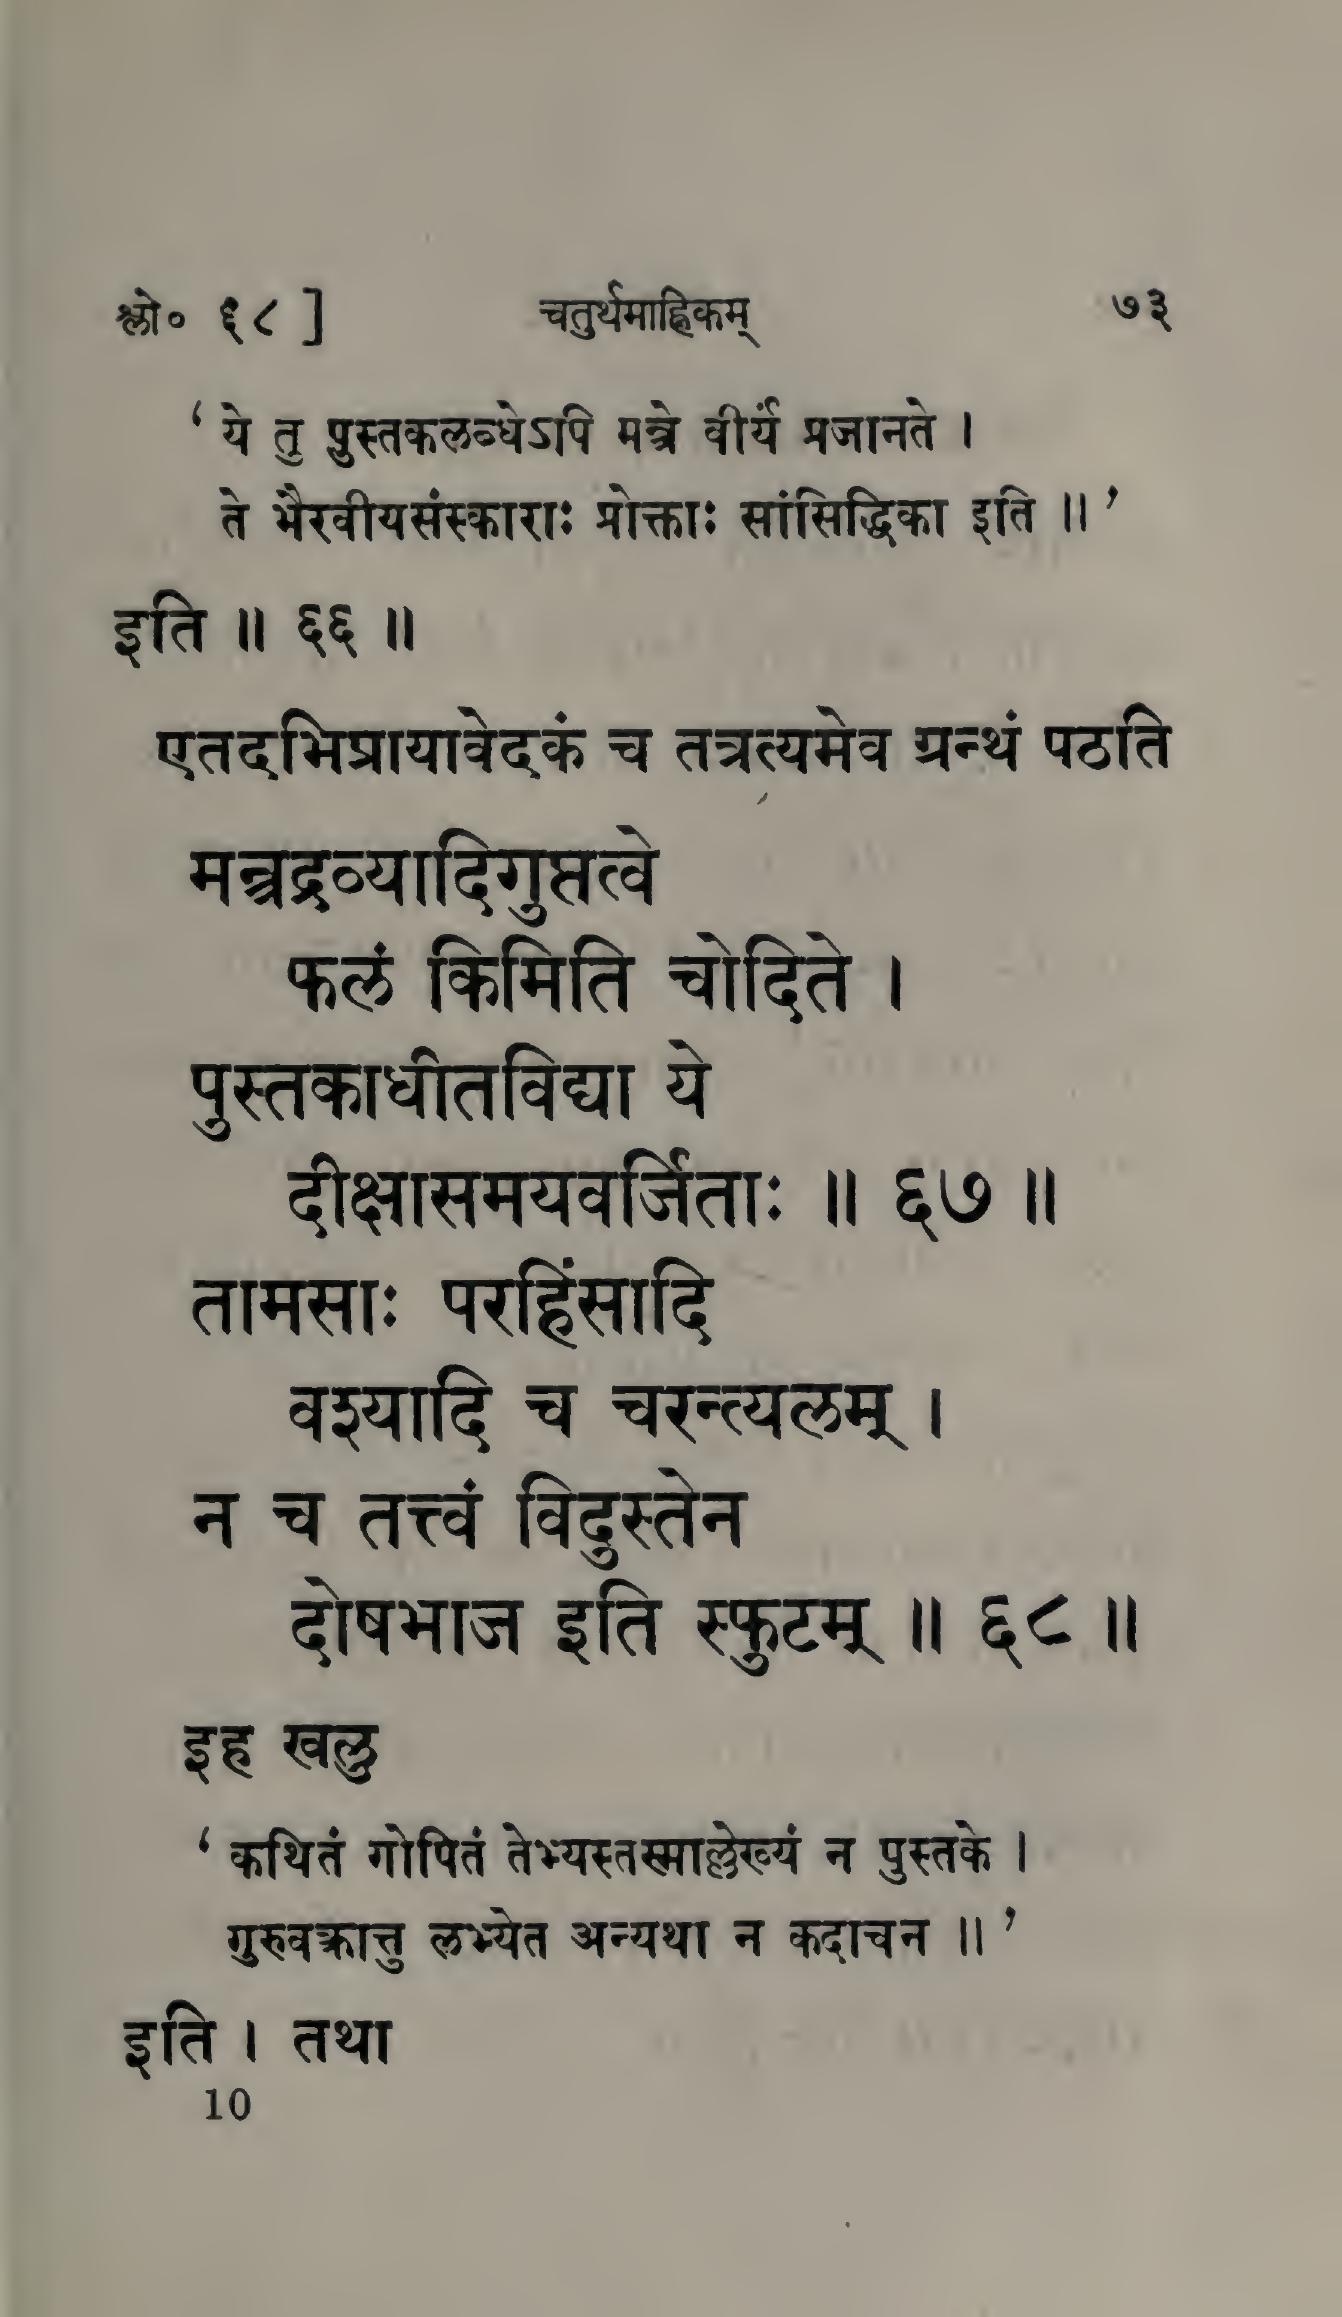 श्लो० ६८ ] चतुर्थमाह्निकम् ७३
‘ ये तु पुस्तकलब्धेऽपि मन्त्रे वीर्यं प्रजानते ।
ते भैरवीयसंस्काराः प्रोक्ताः सांसिद्धिका इति ॥ ’
इति ॥ ६६ ॥
एतदभिप्रायावेदकं च तत्रत्यमेव ग्रन्थं पठति
मन्त्रद्रव्यादिगुप्तत्वे
फलं किमिति चोदिते ।
पुस्तकाधीतविद्या ये
दीक्षासमयवर्जिताः ॥ ६७ ॥
तामसाः परहिंसादि
वश्यादि च चरन्त्यलम् ।
न च तत्त्वं विदुस्तेन
दोषभाज इति स्फुटम् ॥ ६८ ॥
इह खलु
‘ कथितं गोपितं तेभ्यस्तस्माल्लेख्यं न पुस्तके ।
गुरुवक्त्रात्तु लभ्येत अन्यथा न कदाचन ॥ ’
इति । तथा
10